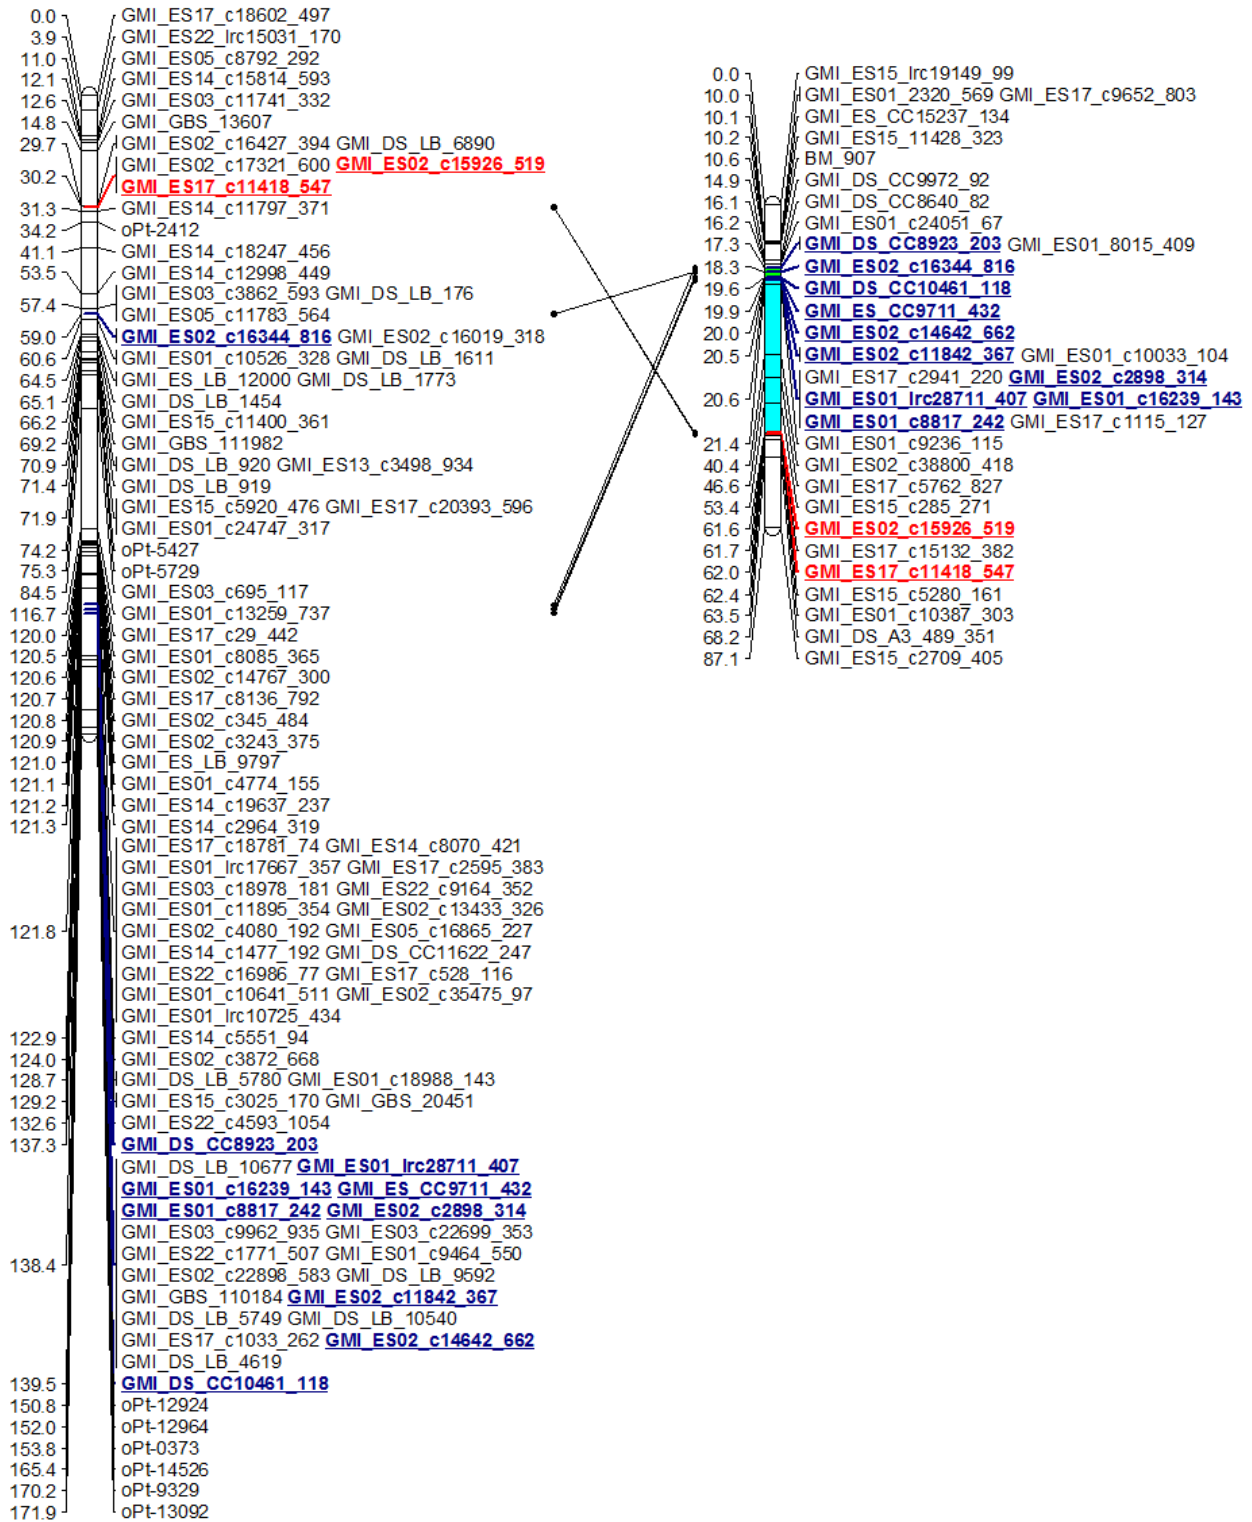 0.0 GMI_ES17_c18602_497
3.9 GMI_ES22_lrc15031_170
11.0 GMI_ES05_c8792_292
12.1 GMI_ES14_c15814_593
12.6 GMI_ES03_c11741_332
14.8 GMI_GBS_13607
29.7 GMI_ES02_c16427_394 GMI_DS_LB_6890
GMI_ES02_c17321_600 GMI_ES02_c15926_519
30.2
GMI_ES17_c11418_547
31.3 GMI_ES14_c11797_371
34.2 oPt-2412
41.1 GMI_ES14_c18247_456
53.5 GMI_ES14_c12998_449
GMI_ES03_c3862_593 GMI_DS_LB_176
57.4
GMI_ES05_c11783_564
59.0 GMI_ES02_c16344_816 GMI_ES02_c16019_318
60.6 GMI_ES01_c10526_328 GMI_DS_LB_1611
64.5 GMI_ES_LB_12000 GMI_DS_LB_1773
65.1 GMI_DS_LB_1454
66.2 GMI_ES15_c11400_361
69.2 GMI_GBS_111982
70.9 GMI_DS_LB_920 GMI_ES13_c3498_934
71.4 GMI_DS_LB_919
GMI_ES15_c5920_476 GMI_ES17_c20393_596
71.9
GMI_ES01_c24747_317
74.2 oPt-5427
75.3 oPt-5729
84.5 GMI_ES03_c695_117
116.7 GMI_ES01_c13259_737
120.0 GMI_ES17_c29_442
120.5 GMI_ES01_c8085_365
120.6 GMI_ES02_c14767_300
120.7 GMI_ES17_c8136_792
120.8 GMI_ES02_c345_484
120.9 GMI_ES02_c3243_375
121.0 GMI_ES_LB_9797
121.1 GMI_ES01_c4774_155
121.2 GMI_ES14_c19637_237
121.3 GMI_ES14_c2964_319
GMI_ES17_c18781_74 GMI_ES14_c8070_421
GMI_ES01_lrc17667_357 GMI_ES17_c2595_383
GMI_ES03_c18978_181 GMI_ES22_c9164_352
GMI_ES01_c11895_354 GMI_ES02_c13433_326
121.8 GMI_ES02_c4080_192 GMI_ES05_c16865_227
GMI_ES14_c1477_192 GMI_DS_CC11622_247
GMI_ES22_c16986_77 GMI_ES17_c528_116
GMI_ES01_c10641_511 GMI_ES02_c35475_97
GMI_ES01_lrc10725_434
122.9 GMI_ES14_c5551_94
124.0 GMI_ES02_c3872_668
128.7 GMI_DS_LB_5780 GMI_ES01_c18988_143
129.2 GMI_ES15_c3025_170 GMI_GBS_20451
132.6 GMI_ES22_c4593_1054
137.3 GMI_DS_CC8923_203
GMI_DS_LB_10677 GMI_ES01_lrc28711_407
GMI_ES01_c16239_143 GMI_ES_CC9711_432
GMI_ES01_c8817_242 GMI_ES02_c2898_314
GMI_ES03_c9962_935 GMI_ES03_c22699_353
GMI_ES22_c1771_507 GMI_ES01_c9464_550
138.4
GMI_ES02_c22898_583 GMI_DS_LB_9592
GMI_GBS_110184 GMI_ES02_c11842_367
GMI_DS_LB_5749 GMI_DS_LB_10540
GMI_ES17_c1033_262 GMI_ES02_c14642_662
GMI_DS_LB_4619
139.5 GMI_DS_CC10461_118
150.8 oPt-12924
152.0 oPt-12964
153.8 oPt-0373
165.4 oPt-14526
170.2 oPt-9329
171.9 oPt-13092
0.0 GMI_ES15_lrc19149_99
10.0 GMI_ES01_2320_569 GMI_ES17_c9652_803
10.1 GMI_ES_CC15237_134
10.2 GMI_ES15_11428_323
10.6 BM_907
14.9 GMI_DS_CC9972_92
16.1 GMI_DS_CC8640_82
16.2 GMI_ES01_c24051_67
17.3 GMI_DS_CC8923_203 GMI_ES01_8015_409
18.3 GMI_ES02_c16344_816
19.6 GMI_DS_CC10461_118
19.9 GMI_ES_CC9711_432
20.0 GMI_ES02_c14642_662
20.5 GMI_ES02_c11842_367 GMI_ES01_c10033_104
GMI_ES17_c2941_220 GMI_ES02_c2898_314
20.6 GMI_ES01_lrc28711_407 GMI_ES01_c16239_143
GMI_ES01_c8817_242 GMI_ES17_c1115_127
21.4 GMI_ES01_c9236_115
40.4 GMI_ES02_c38800_418
46.6 GMI_ES17_c5762_827
53.4 GMI_ES15_c285_271
61.6 GMI_ES02_c15926_519
61.7 GMI_ES17_c15132_382
62.0 GMI_ES17_c11418_547
62.4 GMI_ES15_c5280_161
63.5 GMI_ES01_c10387_303
68.2 GMI_DS_A3_489_351
87.1 GMI_ES15_c2709_405